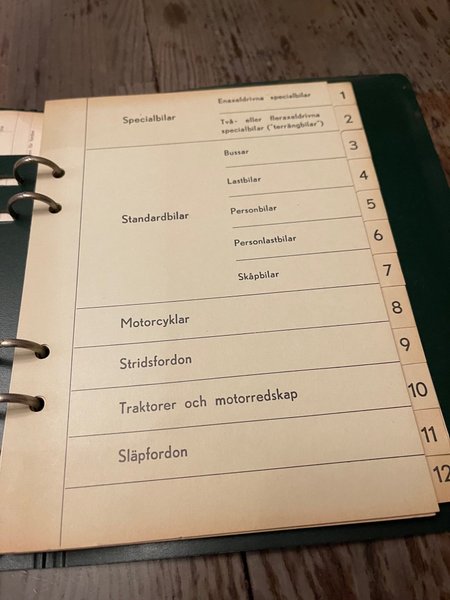 Specialbilar
Enaxeldrivna specialbilar 1
Två- eller fleraxeldrivna 2
specialbilar ("terrängbilar")
Standardbilar
Bussar 3
Lastbilar 4
Personbilar 5
Personlastbilar 6
Skåpbilar 7
Motorcyklar 8
Stridsfordon 9
Traktorer och motorredskap 10
Släpfordon 11
12